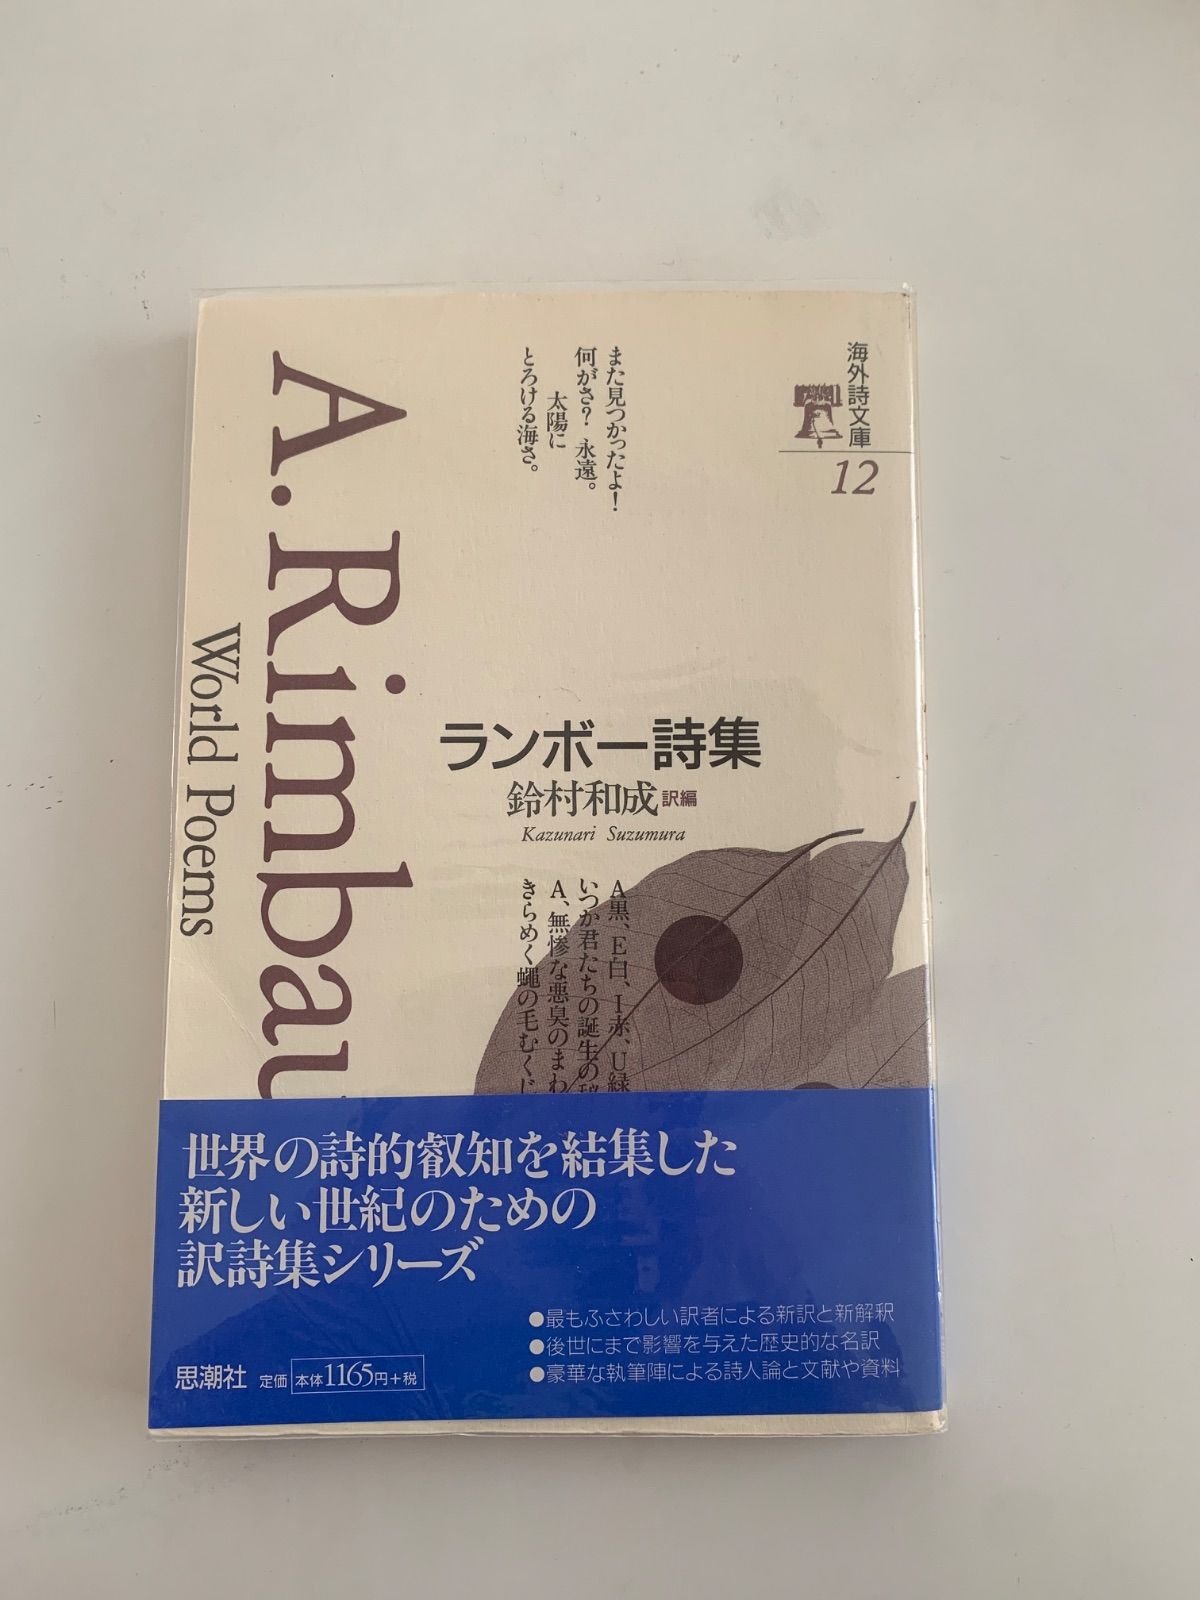 海外詩文庫
12
また見つかったよ!
何がさ? 永遠。
太陽に
とろける海さ。
A. Rimbau
World Poems
ランボー詩集
鈴村和成 訳編
Kazunari Suzumura
A黒、E白、I赤、U緑
いつか君たちの誕生の
A、無惨な悪臭のまわ
きらめく蠅の毛むくじ
世界の詩的叡知を結集した
新しい世紀のための
訳詩集シリーズ
●最もふさわしい訳者による新訳と新解釈
●後世にまで影響を与えた歴史的な名訳
●豪華な執筆陣による詩人論と文献や資料
思潮社 定価 本体1165円+税